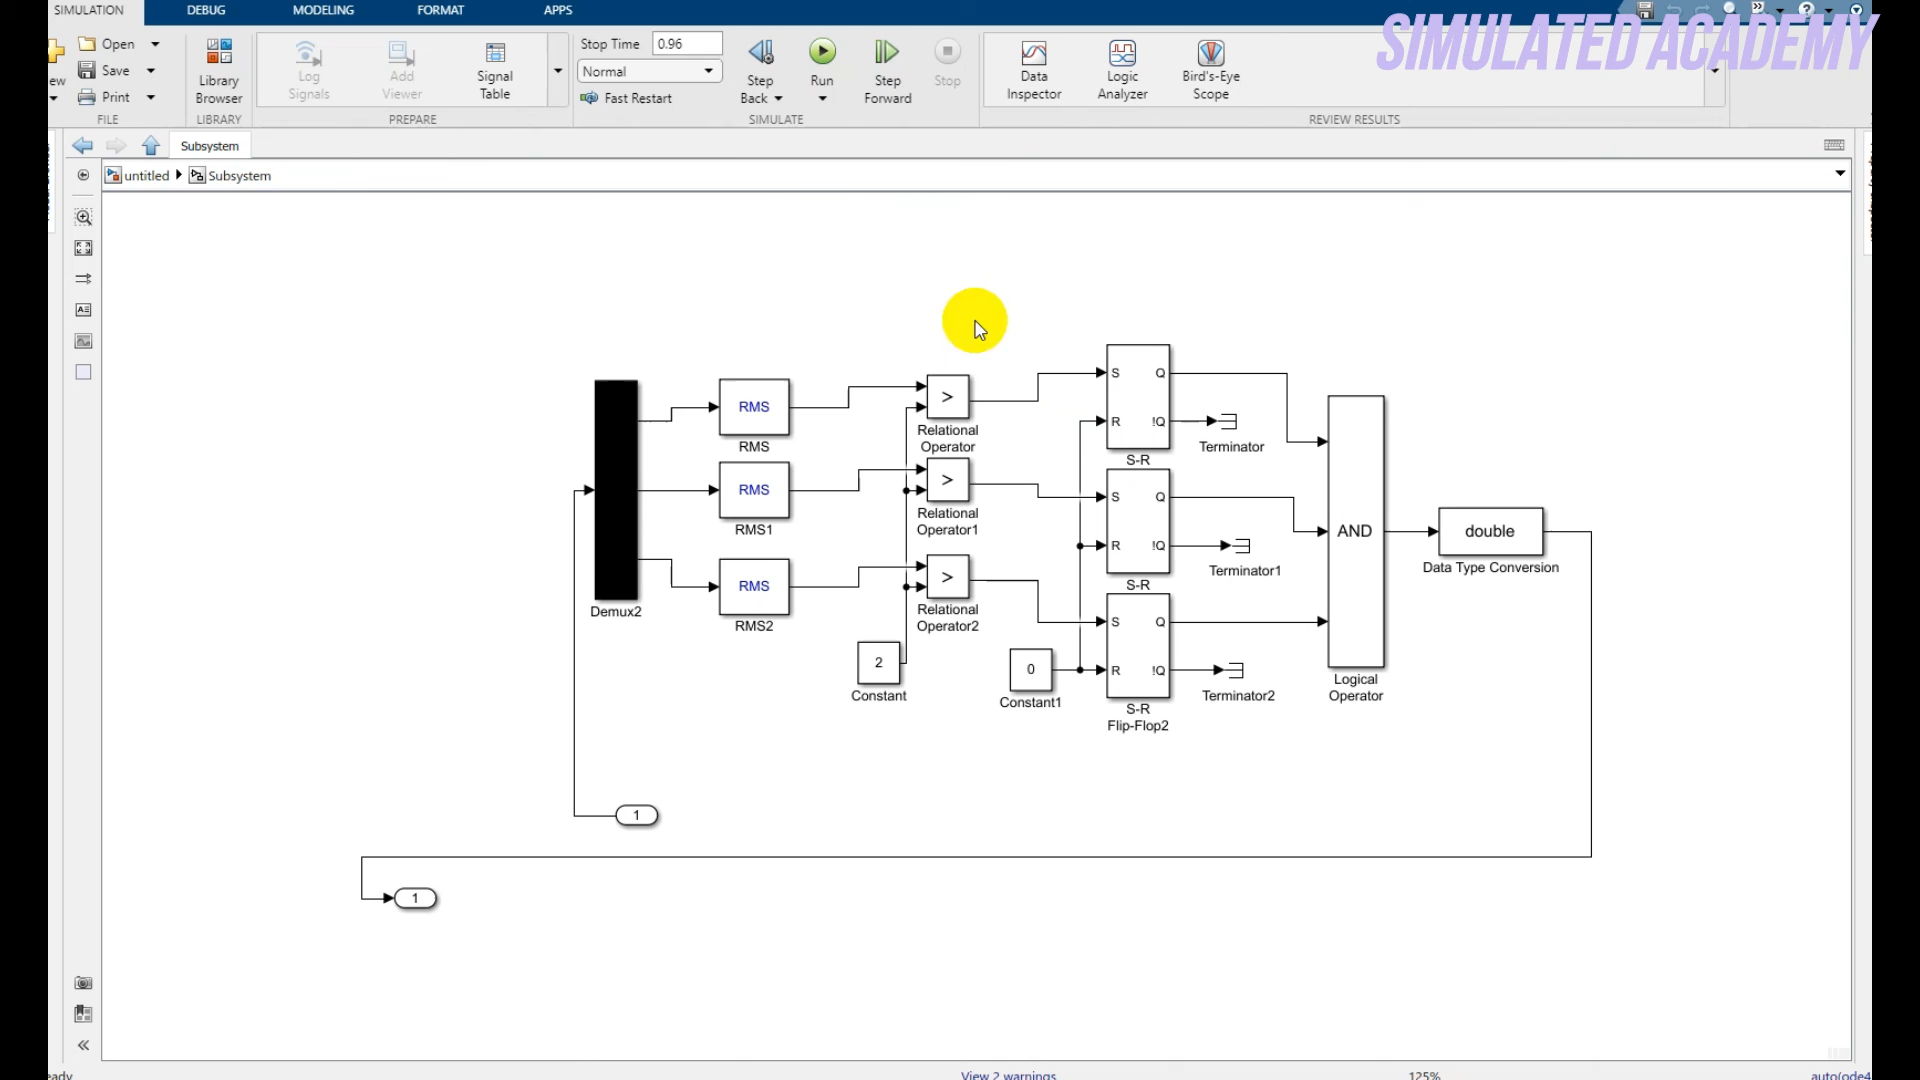 SIMULATION DEBUG MODELING FORMAT APPS
SIMULATED ACADEMY
Open
Save
Print
FILE
Library
Browser
LIBRARY
Log
Signals
Add
Viewer
Signal
Table
PREPARE
Stop Time 0.96
Normal
Fast Restart
Step
Back
Run
Step
Forward
Stop
SIMULATE
Data
Inspector
Logic
Analyzer
Bird's-Eye
Scope
REVIEW RESULTS
Subsystem
untitled Subsystem
Demux2
RMS
RMS
RMS
RMS1
RMS
RMS2
>
Relational
Operator
>
Relational
Operator1
>
Relational
Operator2
2
Constant
0
Constant1
S Q
R !Q
S-R
S Q
R !Q
S-R
S Q
R !Q
S-R
Flip-Flop2
Terminator
Terminator1
Terminator2
AND
Logical
Operator
double
Data Type Conversion
1
1
View 2 warnings
125%
auto(ode4